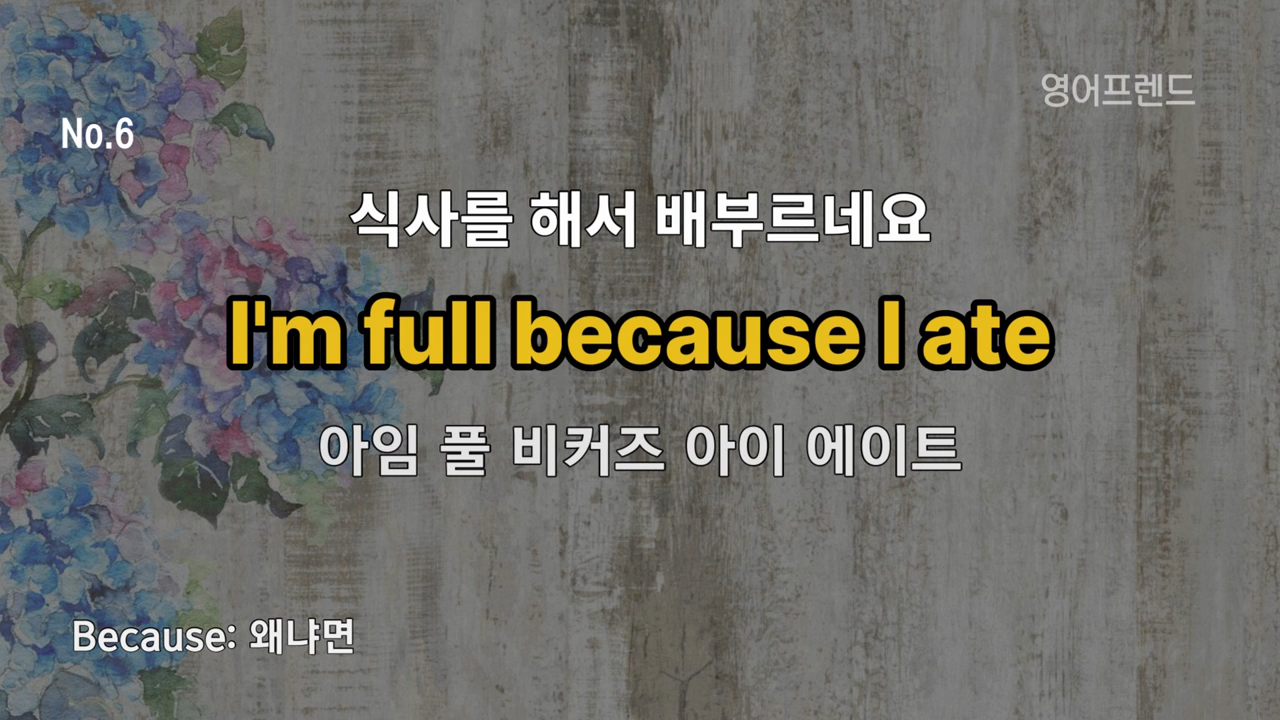 영어프렌드
No.6
식사를 해서 배부르네요
I'm full because I ate
아임 풀 비커즈 아이 에이트
Because: 왜냐면